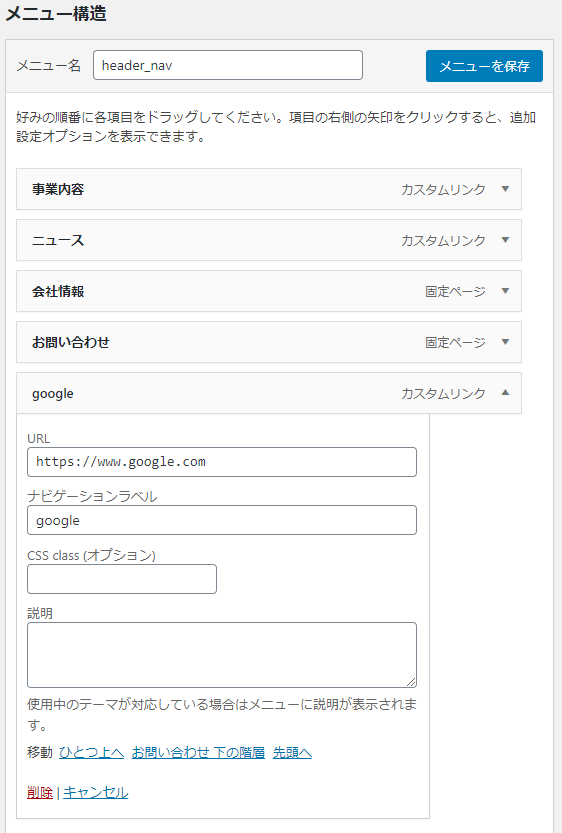 メニュー構造
メニュー名 header_nav メニューを保存
好みの順番に各項目をドラッグしてください。項目の右側の矢印をクリックすると、追加
設定オプションを表示できます。
事業内容 カスタムリンク ▼
ニュース カスタムリンク ▼
会社情報 固定ページ ▼
お問い合わせ 固定ページ ▼
google カスタムリンク ▲
URL
https://www.google.com
ナビゲーションラベル
google
CSS class (オプション)
説明
使用中のテーマが対応している場合はメニューに説明が表示されま
す。
移動 ひとつ上へ お問い合わせ 下の階層 先頭へ
削除 | キャンセル